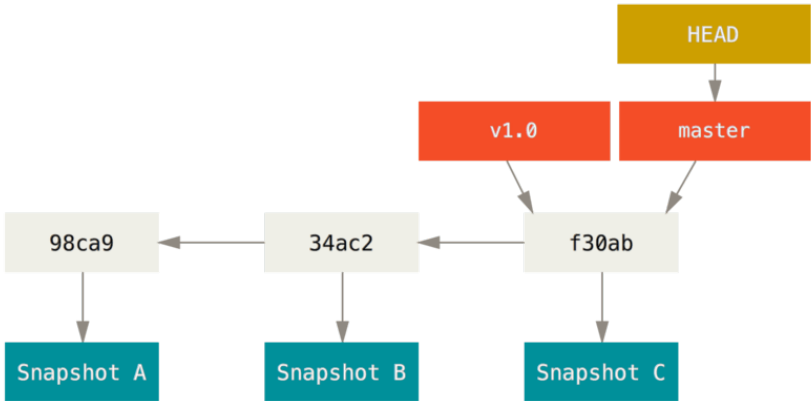 HEAD
v1.0
master
98ca9
34ac2
f30ab
Snapshot A
Snapshot B
Snapshot C